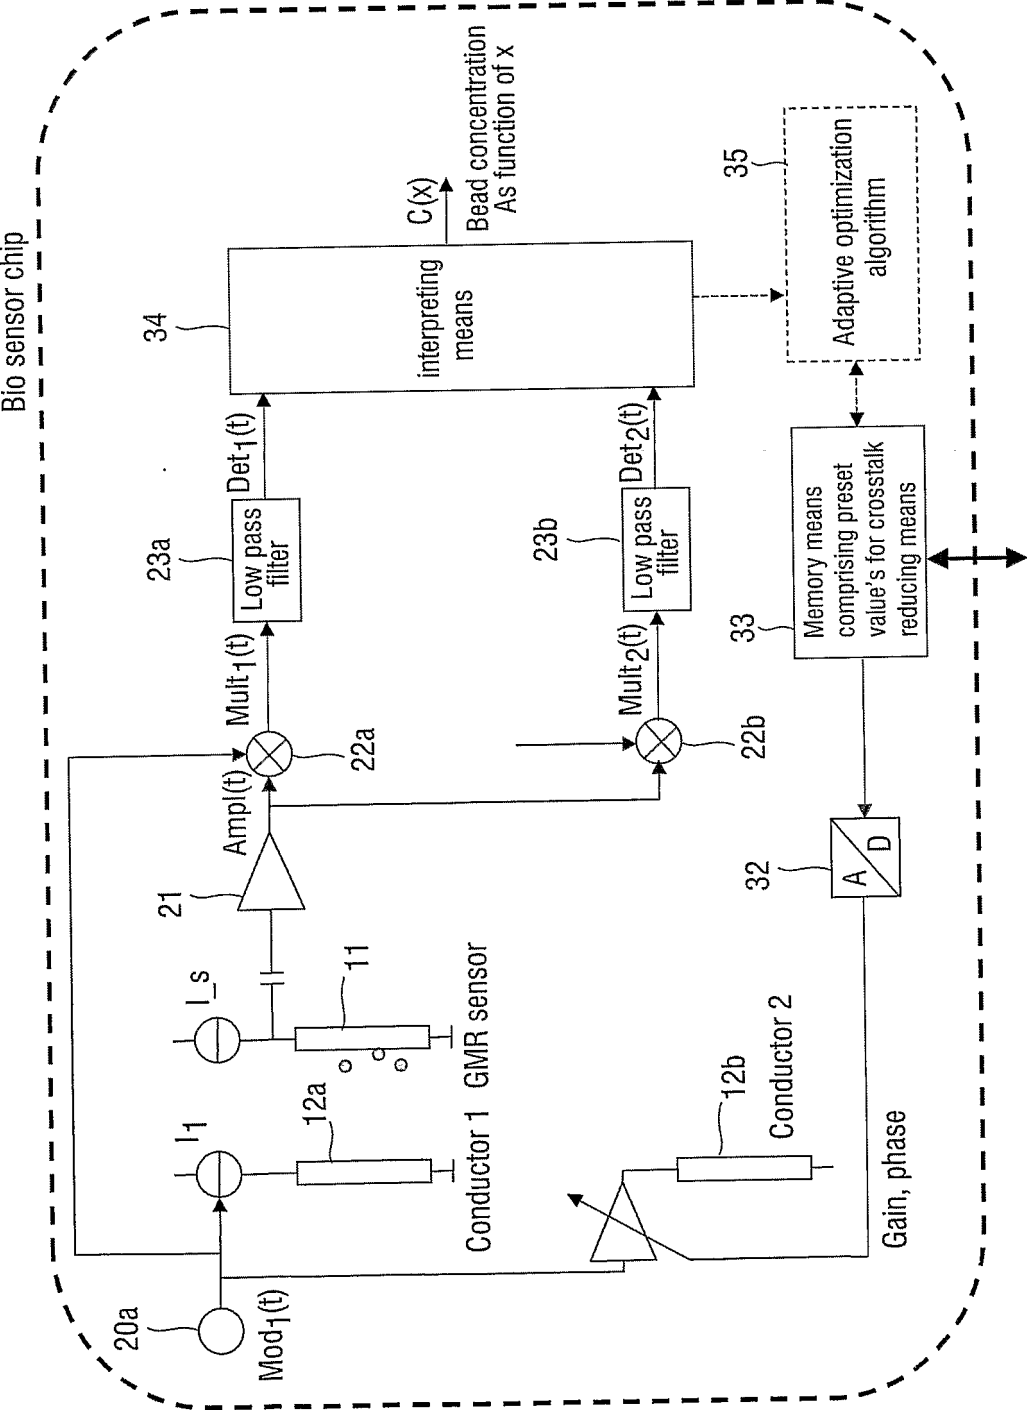 Bio sensor chip
20a
Mod1(t)
I1
12a
Conductor 1
I_s
11
GMR sensor
21
Ampl(t)
22a
Mult1(t)
23a
Low pass
filter
Det1(t)
34
interpreting
means
C(x)
Bead concentration
As function of x
22b
Mult2(t)
23b
Low pass
filter
Det2(t)
12b
Conductor 2
Gain, phase
32
A
D
33
Memory means
comprising preset
value's for crosstalk
reducing means
35
Adaptive optimization
algorithm